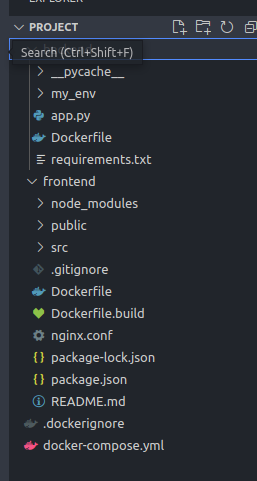 PROJECT
Search (Ctrl+Shift+F)
__pycache__
my_env
app.py
Dockerfile
requirements.txt
frontend
node_modules
public
src
.gitignore
Dockerfile
Dockerfile.build
nginx.conf
package-lock.json
package.json
README.md
.dockerignore
docker-compose.yml